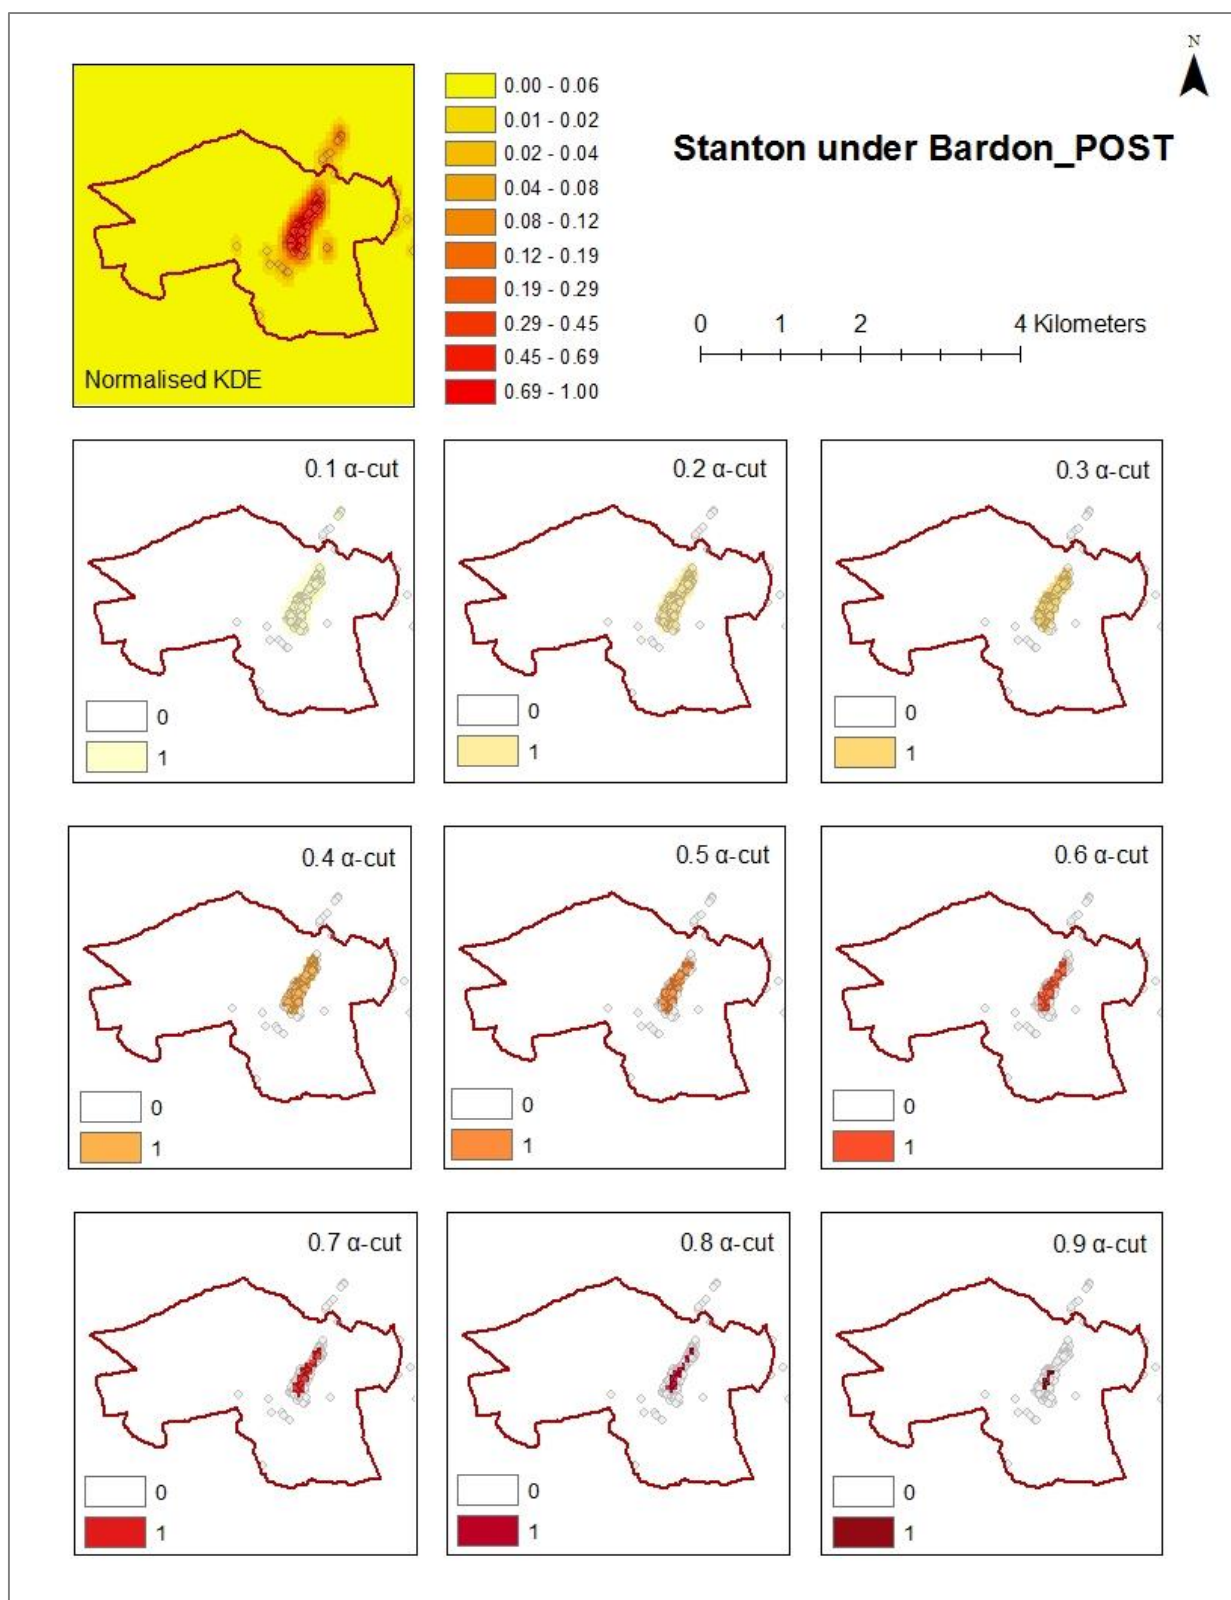 N
Stanton under Bardon_POST
0.00 - 0.06
0.01 - 0.02
0.02 - 0.04
0.04 - 0.08
0.08 - 0.12
0.12 - 0.19
0.19 - 0.29
0.29 - 0.45
0.45 - 0.69
0.69 - 1.00
0 1 2 4 Kilometers
Normalised KDE
0.1 α-cut
0
1
0.2 α-cut
0
1
0.3 α-cut
0
1
0.4 α-cut
0
1
0.5 α-cut
0
1
0.6 α-cut
0
1
0.7 α-cut
0
1
0.8 α-cut
0
1
0.9 α-cut
0
1